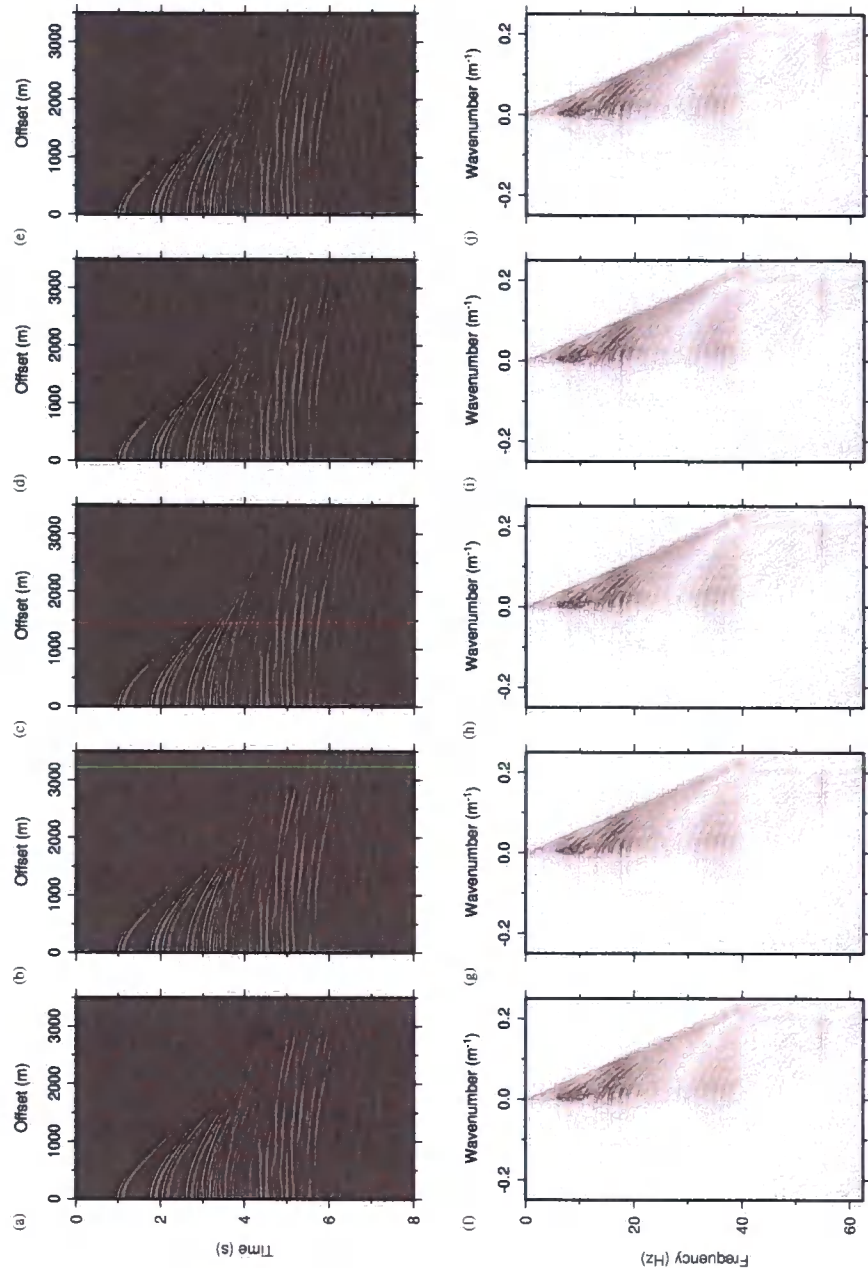 (a)
Offset (m)
0 1000 2000 3000
Time (s)
0
2
4
6
8
(b)
Offset (m)
0 1000 2000 3000
(c)
Offset (m)
0 1000 2000 3000
(d)
Offset (m)
0 1000 2000 3000
(e)
Offset (m)
0 1000 2000 3000
(f)
Wavenumber (m⁻¹)
-0.2 0.0 0.2
Frequency (Hz)
0
20
40
60
(g)
Wavenumber (m⁻¹)
-0.2 0.0 0.2
(h)
Wavenumber (m⁻¹)
-0.2 0.0 0.2
(i)
Wavenumber (m⁻¹)
-0.2 0.0 0.2
(j)
Wavenumber (m⁻¹)
-0.2 0.0 0.2